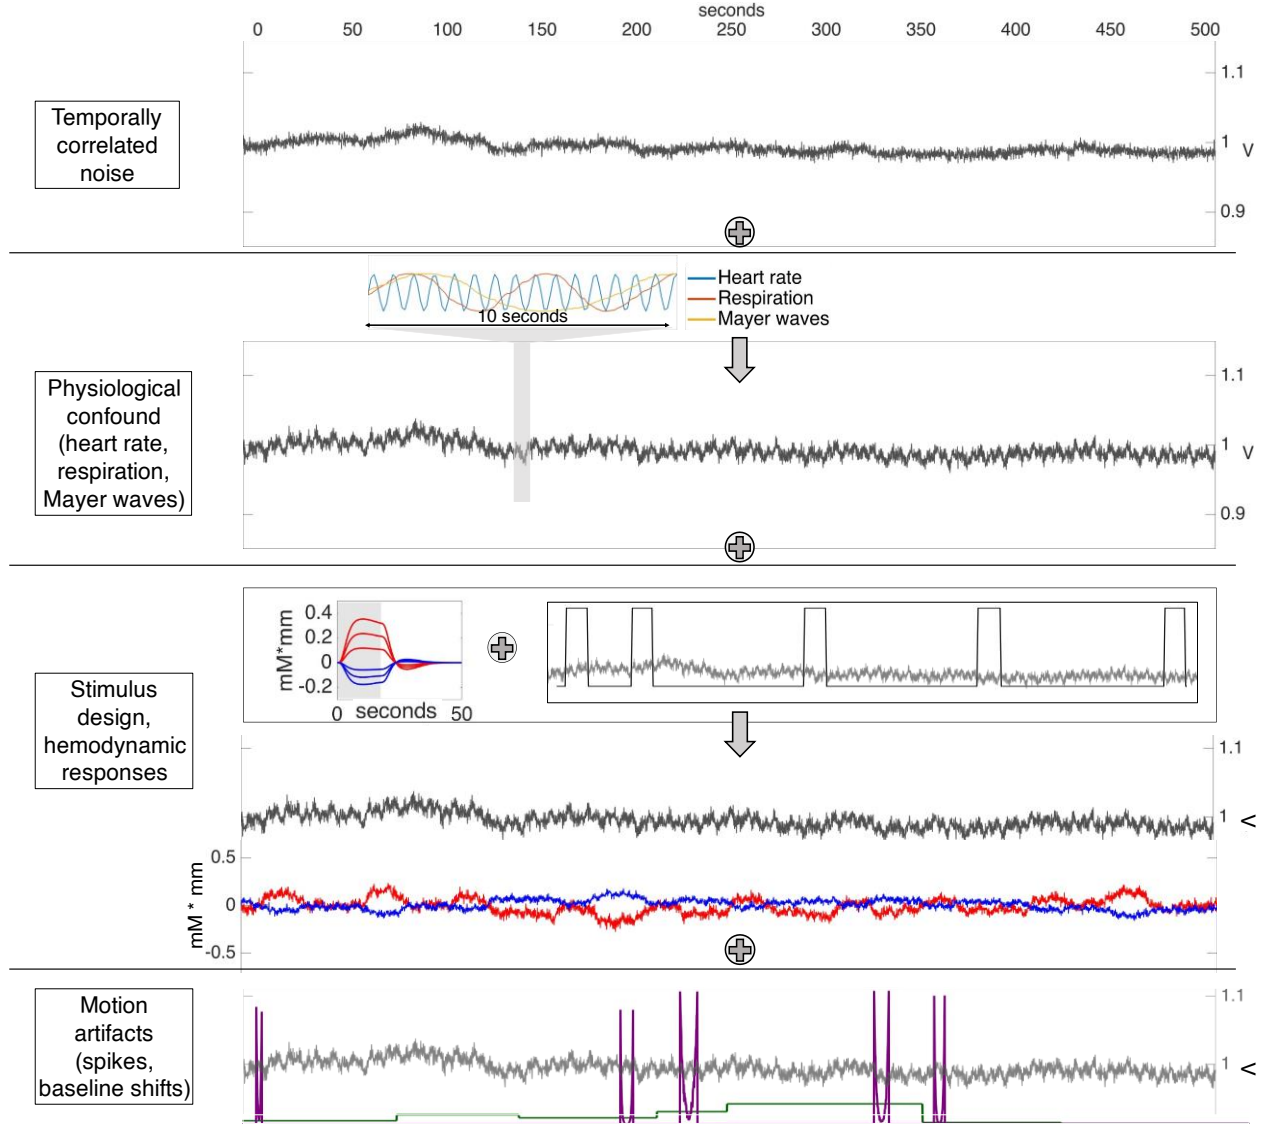 seconds
0 50 100 150 200 250 300 350 400 450 500
1.1
Temporally
correlated
noise
1 V
0.9
Heart rate
Respiration
Mayer waves
10 seconds
Physiological
confound
(heart rate,
respiration,
Mayer waves)
1.1
1 V
0.9
Stimulus
design,
hemodynamic
responses
mM*mm
0.4
0.2
0
-0.2
0 seconds 50
1.1
1 V
mM * mm
0.5
0
-0.5
Motion
artifacts
(spikes,
baseline shifts)
1.1
1 V